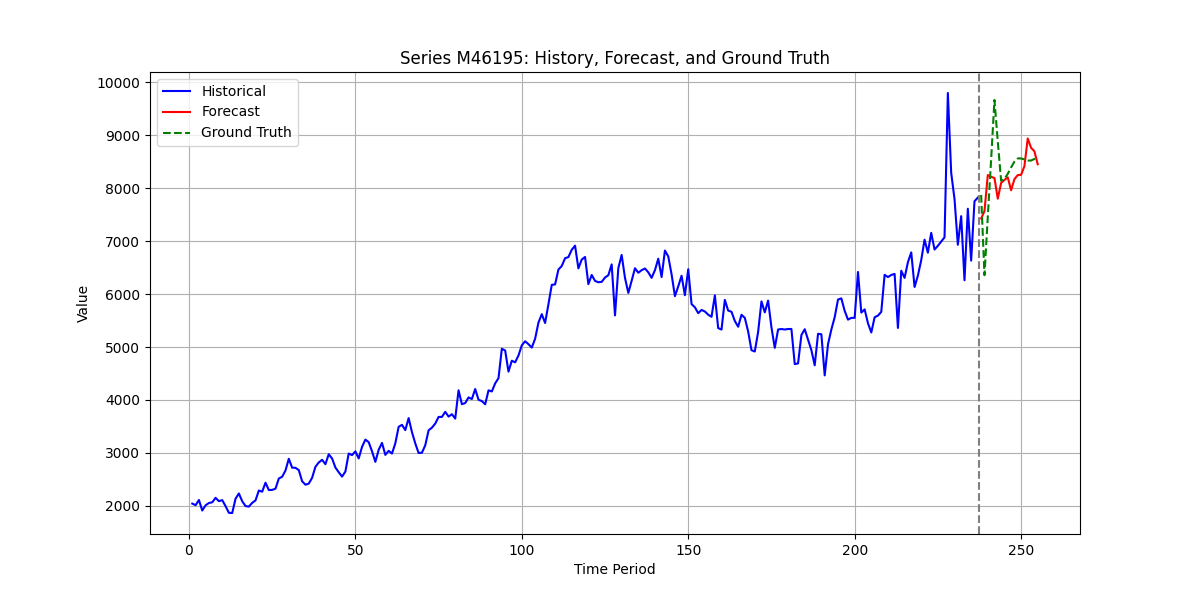 Series M46195: History, Forecast, and Ground Truth
Historical
Forecast
Ground Truth
10000
9000
8000
7000
6000
5000
4000
3000
2000
Value
0
50
100
150
200
250
Time Period